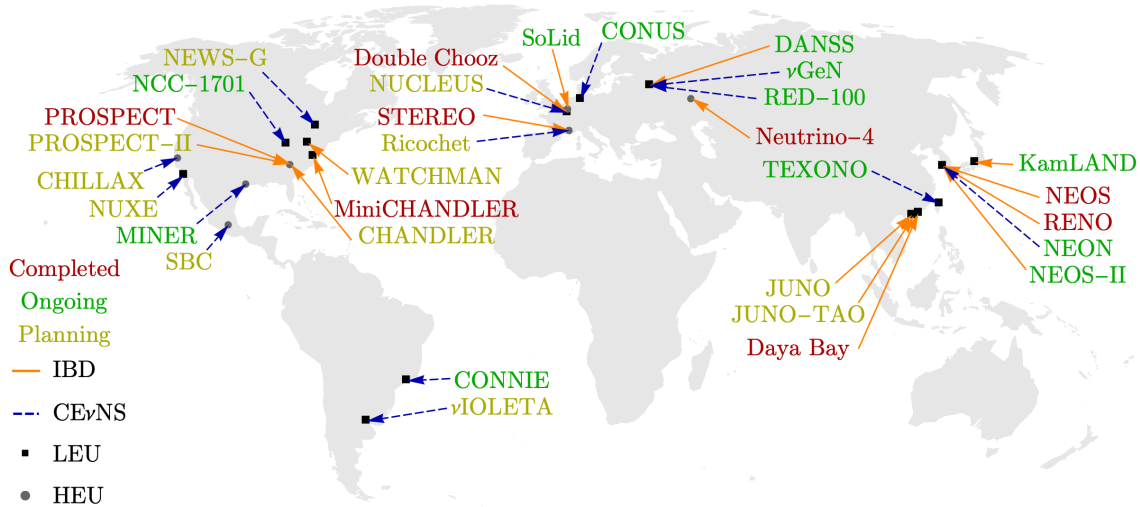 NEWS–G
NCC–1701
PROSPECT
PROSPECT–II
CHILLAX
NUXE
MINER
SBC
Double Chooz
NUCLEUS
STEREO
Ricochet
WATCHMAN
MiniCHANDLER
CHANDLER
SoLid
CONUS
DANSS
νGeN
RED–100
Neutrino–4
TEXONO
KamLAND
NEOS
RENO
NEON
NEOS–II
JUNO
JUNO–TAO
Daya Bay
CONNIE
νIOLETA
Completed
Ongoing
Planning
IBD
CEνNS
LEU
HEU